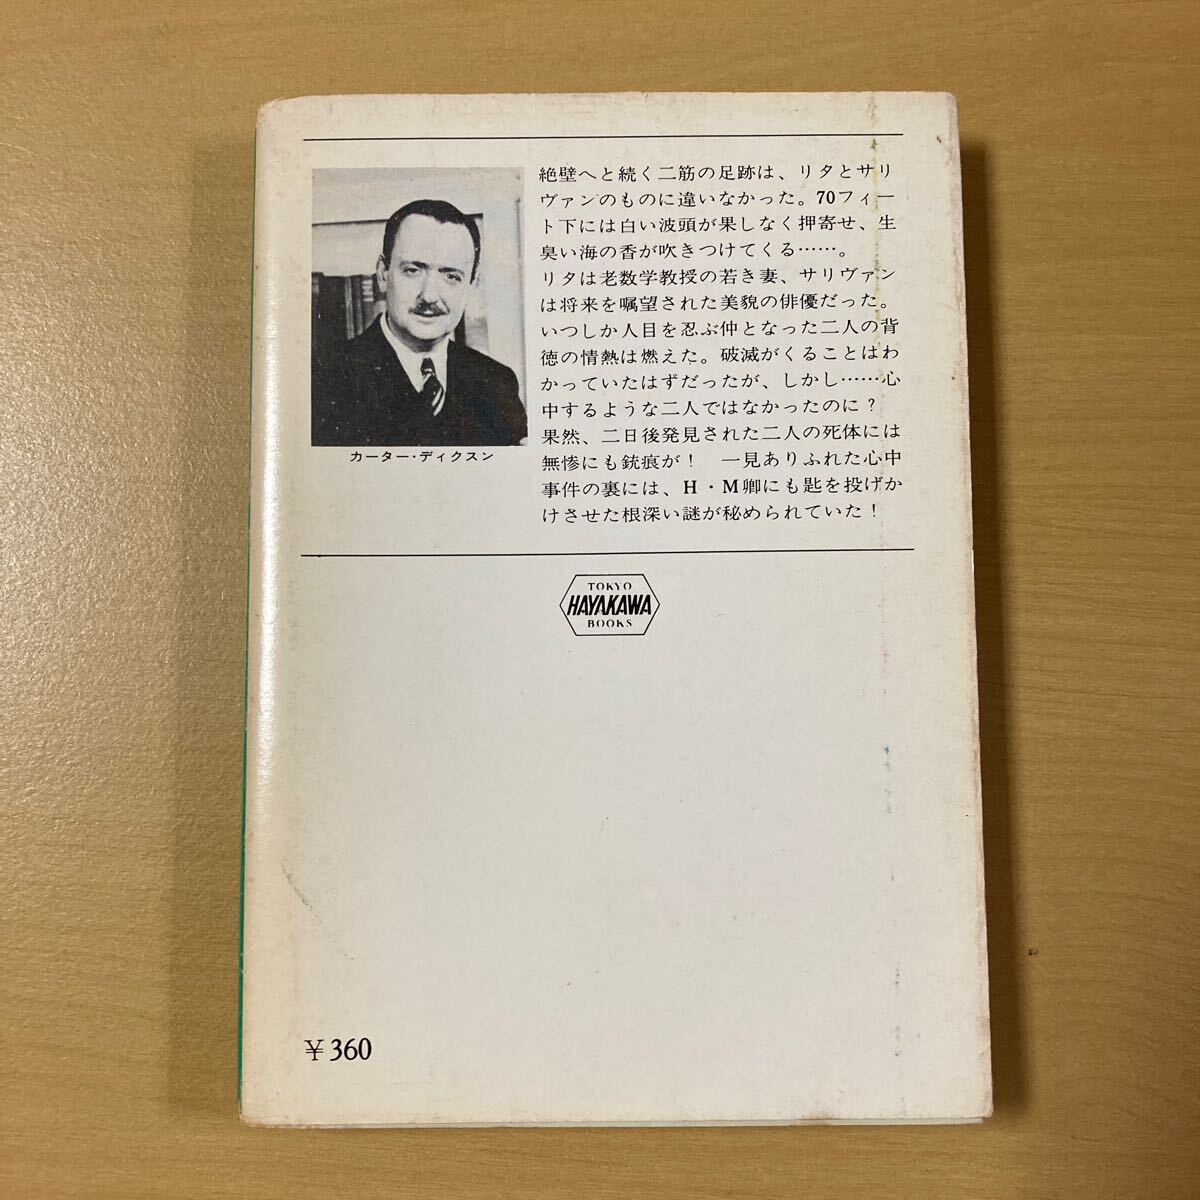 絶壁へと続く二筋の足跡は、リタとサリ
ヴァンのものに違いなかった。70フィー
ト下には白い波頭が果しなく押寄せ、生
臭い海の香が吹きつけてくる……。
リタは老数学教授の若き妻、サリヴァン
は将来を嘱望された美貌の俳優だった。
いつしか人目を忍ぶ仲となった二人の背
徳の情熱は燃えた。破滅がくることはわ
かっていたはずだったが、しかし……心
中するような二人ではなかったのに？
果然、二日後発見された二人の死体には
無惨にも銃痕が！　一見ありふれた心中
事件の裏には、H・M卿にも匙を投げか
けさせた根深い謎が秘められていた！
カーター・ディクスン
TOKYO
HAYAKAWA
BOOKS
￥360